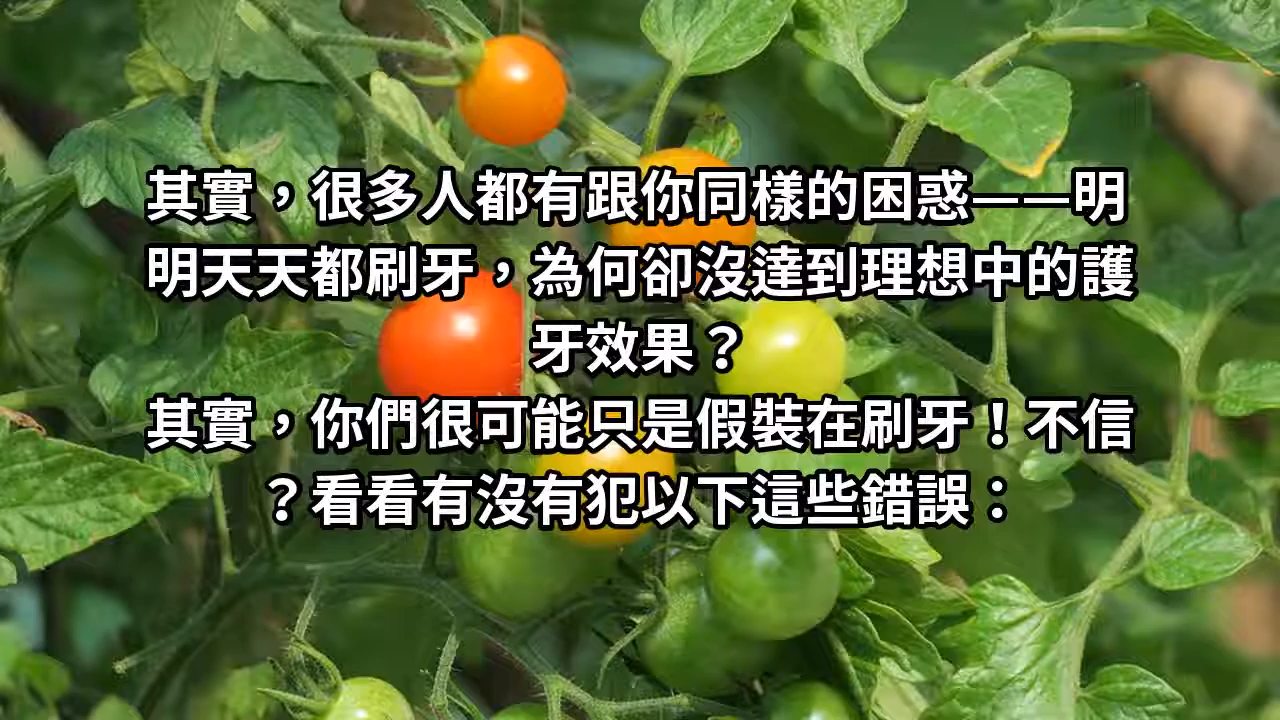 其實，很多人都有跟你同樣的困惑——明
明天天都刷牙，為何卻沒達到理想中的護
牙效果？
其實，你們很可能只是假裝在刷牙！不信
？看看有沒有犯以下這些錯誤：